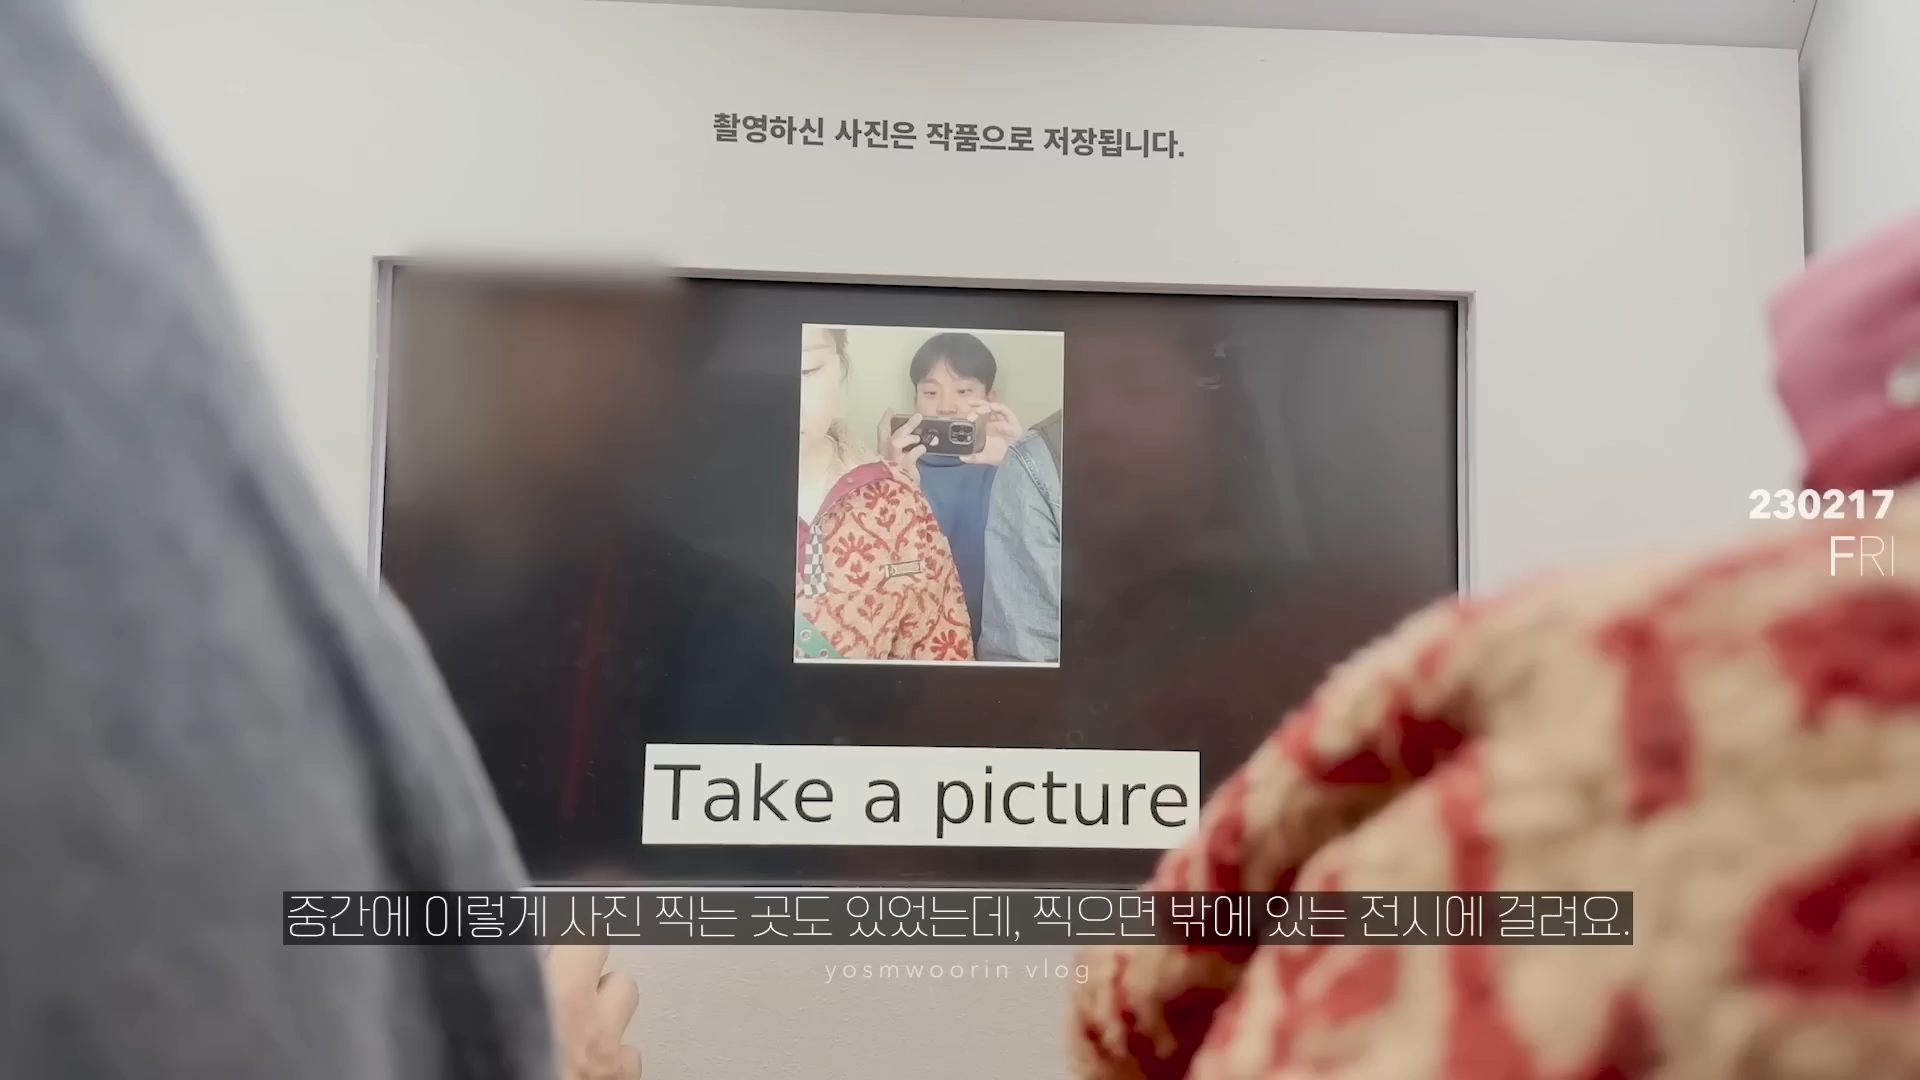 촬영하신 사진은 작품으로 저장됩니다.
230217
FRI
Take a picture
중간에 이렇게 사진 찍는 곳도 있었는데, 찍으면 밖에 있는 전시에 걸려요.
yosmwoorin vlog